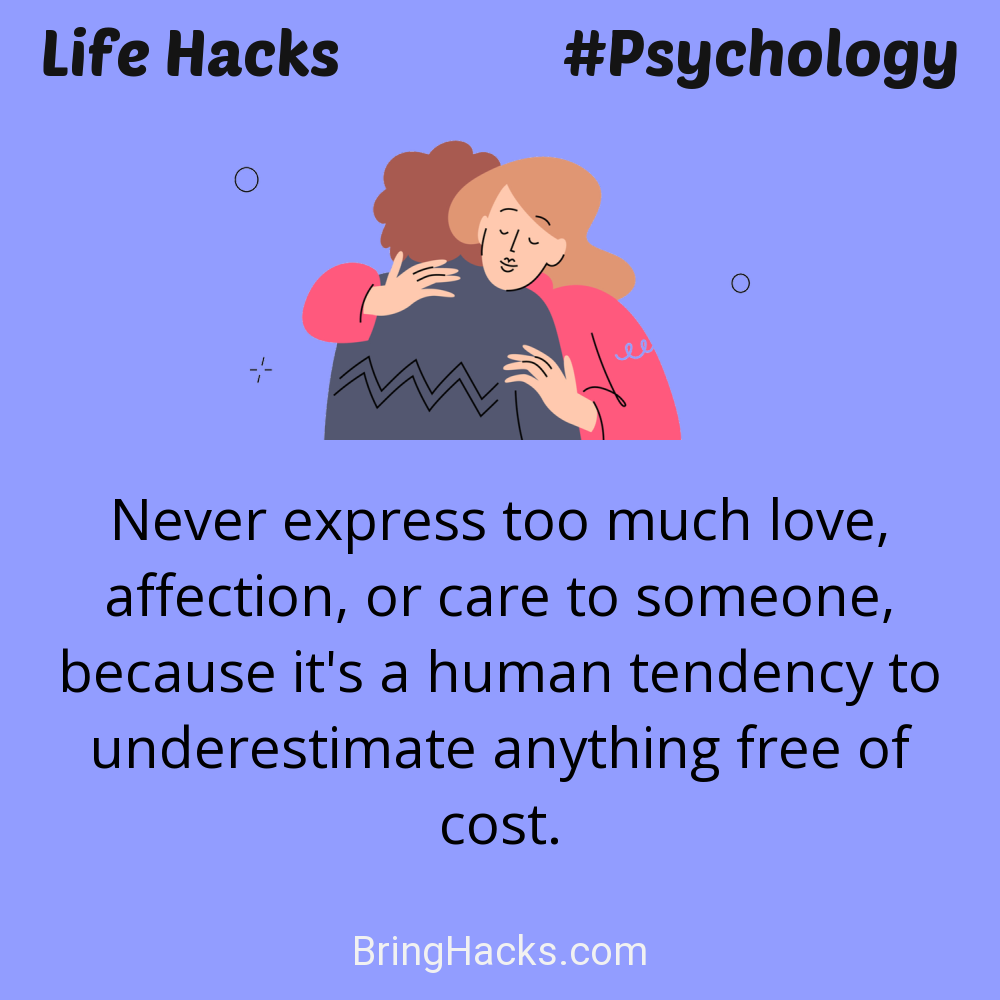 Life Hacks #Psychology
Never express too much love,
affection, or care to someone,
because it's a human tendency to
underestimate anything free of
cost.
BringHacks.com